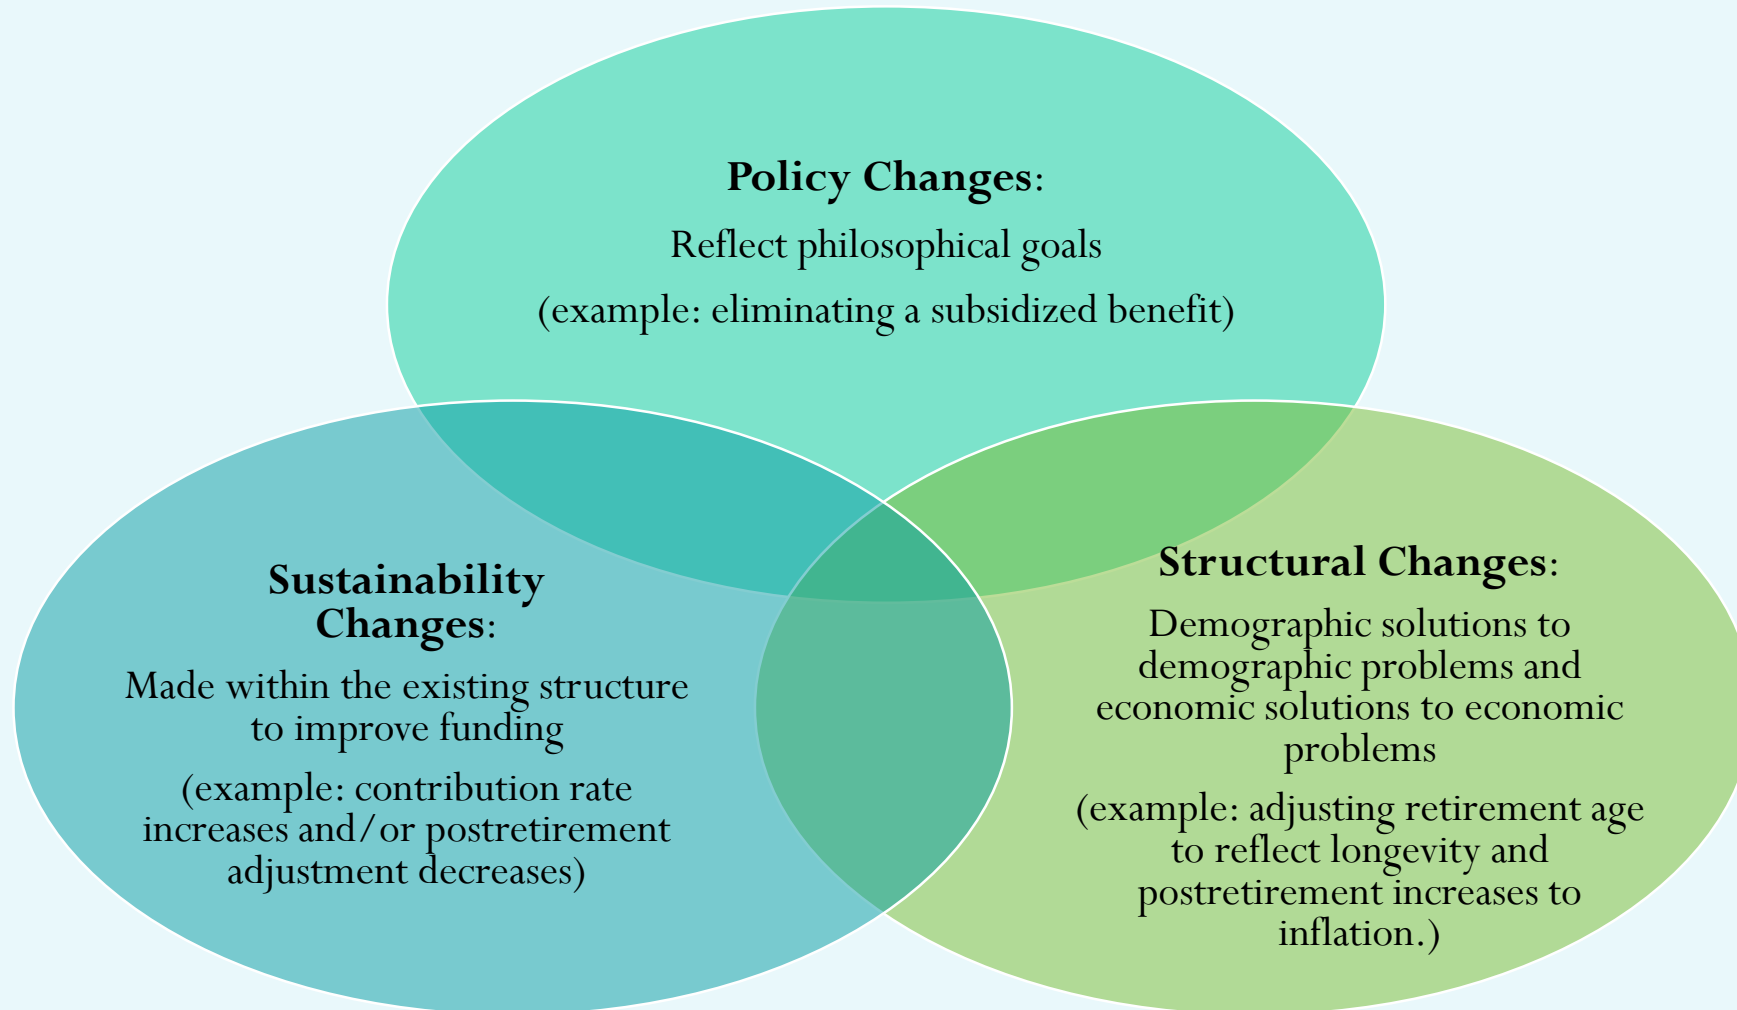 Policy Changes:
Reflect philosophical goals
(example: eliminating a subsidized benefit)
Sustainability
Changes:
Made within the existing structure
to improve funding
(example: contribution rate
increases and/or postretirement
adjustment decreases)
Structural Changes:
Demographic solutions to
demographic problems and
economic solutions to economic
problems
(example: adjusting retirement age
to reflect longevity and
postretirement increases to
inflation.)